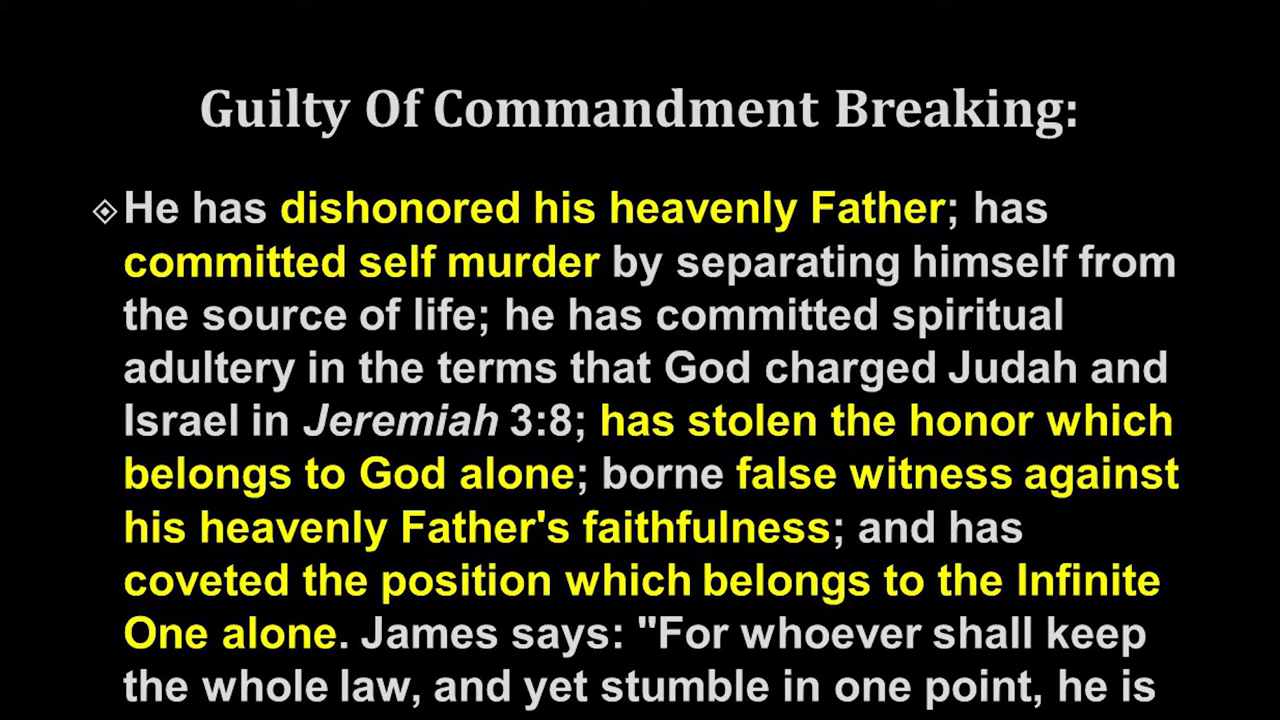 Guilty Of Commandment Breaking:
He has dishonored his heavenly Father; has
committed self murder by separating himself from
the source of life; he has committed spiritual
adultery in the terms that God charged Judah and
Israel in Jeremiah 3:8; has stolen the honor which
belongs to God alone; borne false witness against
his heavenly Father's faithfulness; and has
coveted the position which belongs to the Infinite
One alone. James says: "For whoever shall keep
the whole law, and yet stumble in one point, he is